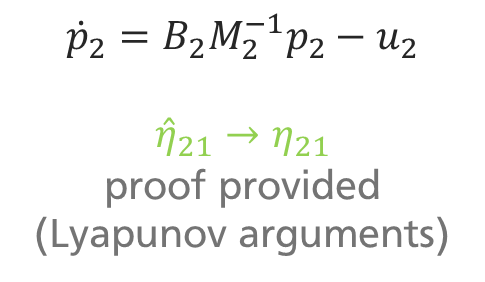 ṗ₂ = B₂M₂⁻¹p₂ − u₂
η̂₂₁ → η₂₁
proof provided
(Lyapunov arguments)